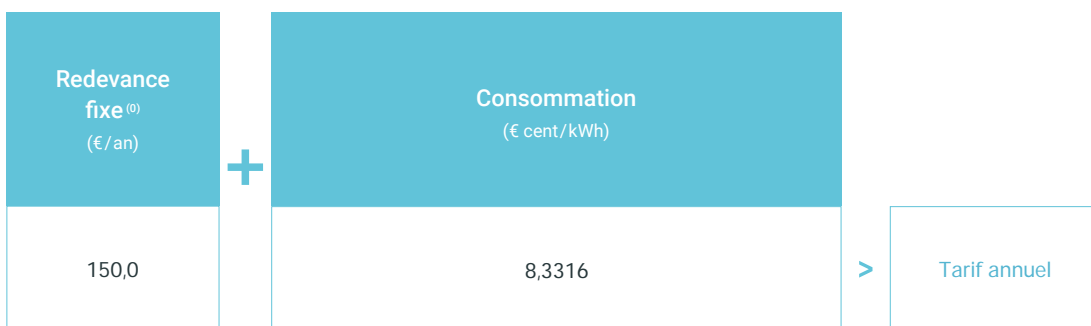 Redevance
fixe (0)
(€/an)
+
Consommation
(€ cent/kWh)
150,0
8,3316
>
Tarif annuel